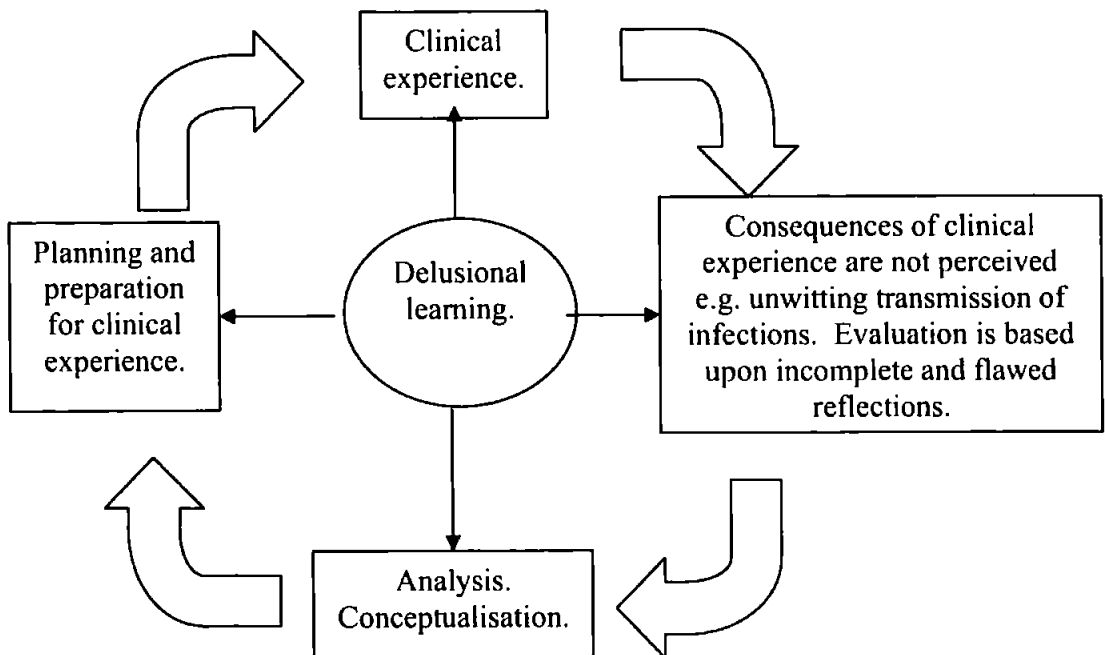 Clinical
experience.
Consequences of clinical
experience are not perceived
e.g. unwitting transmission of
infections. Evaluation is based
upon incomplete and flawed
reflections.
Analysis.
Conceptualisation.
Planning and
preparation
for clinical
experience.
Delusional
learning.